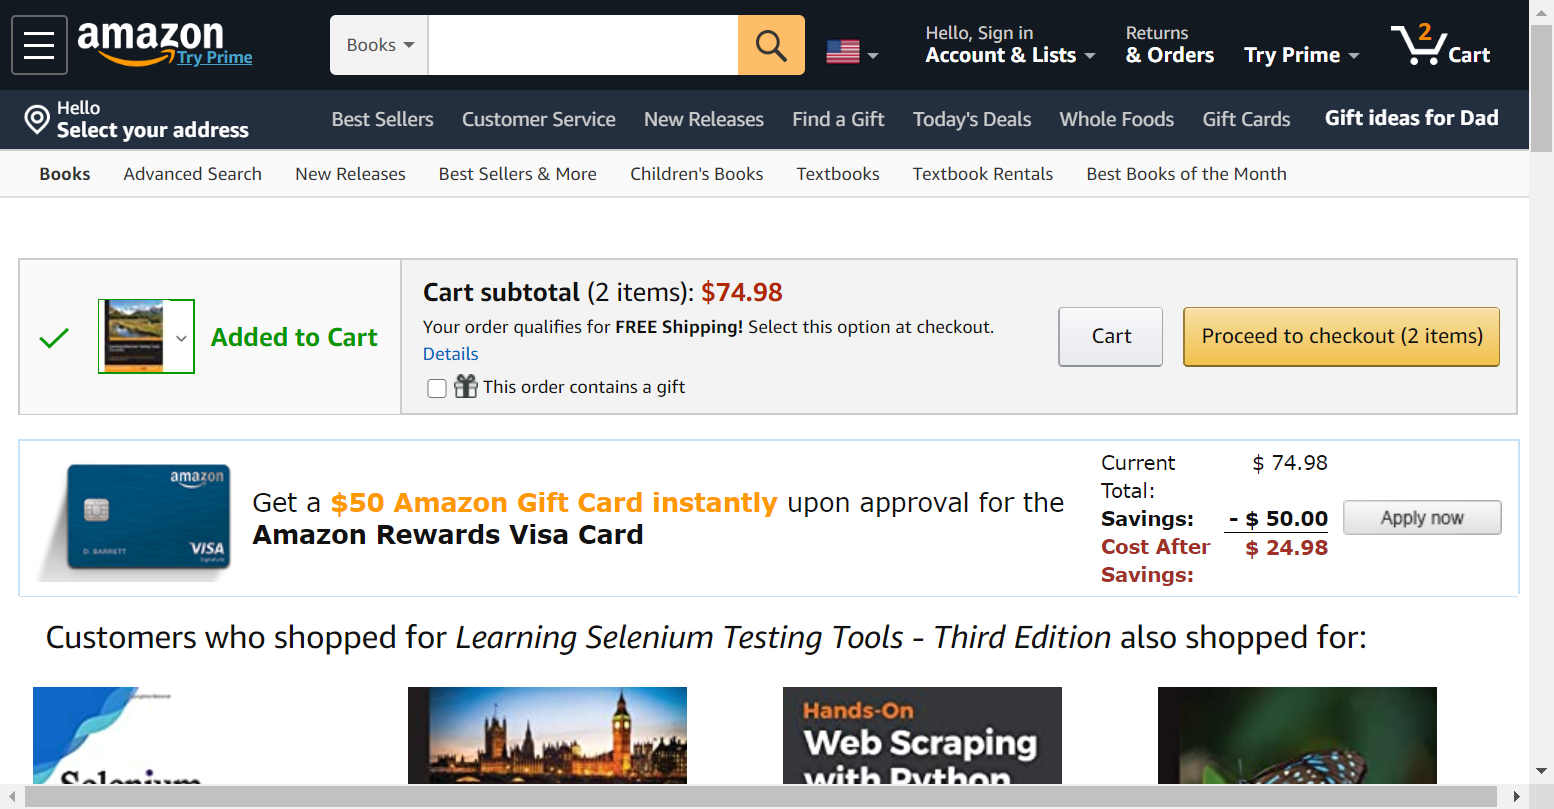 amazon
Try Prime
Books
Hello, Sign in
Account & Lists
Returns
& Orders
Try Prime
2
Cart
Hello
Select your address
Best Sellers
Customer Service
New Releases
Find a Gift
Today's Deals
Whole Foods
Gift Cards
Gift ideas for Dad
Books
Advanced Search
New Releases
Best Sellers & More
Children's Books
Textbooks
Textbook Rentals
Best Books of the Month
Added to Cart
Cart subtotal (2 items): $74.98
Your order qualifies for FREE Shipping! Select this option at checkout.
Details
This order contains a gift
Cart
Proceed to checkout (2 items)
amazon
D. BARRETT
VISA
Signature
Get a $50 Amazon Gift Card instantly upon approval for the
Amazon Rewards Visa Card
Current $ 74.98
Total:
Savings: - $ 50.00
Cost After $ 24.98
Savings:
Apply now
Customers who shopped for Learning Selenium Testing Tools - Third Edition also shopped for:
Selenium
Hands-On
Web Scraping
with Python